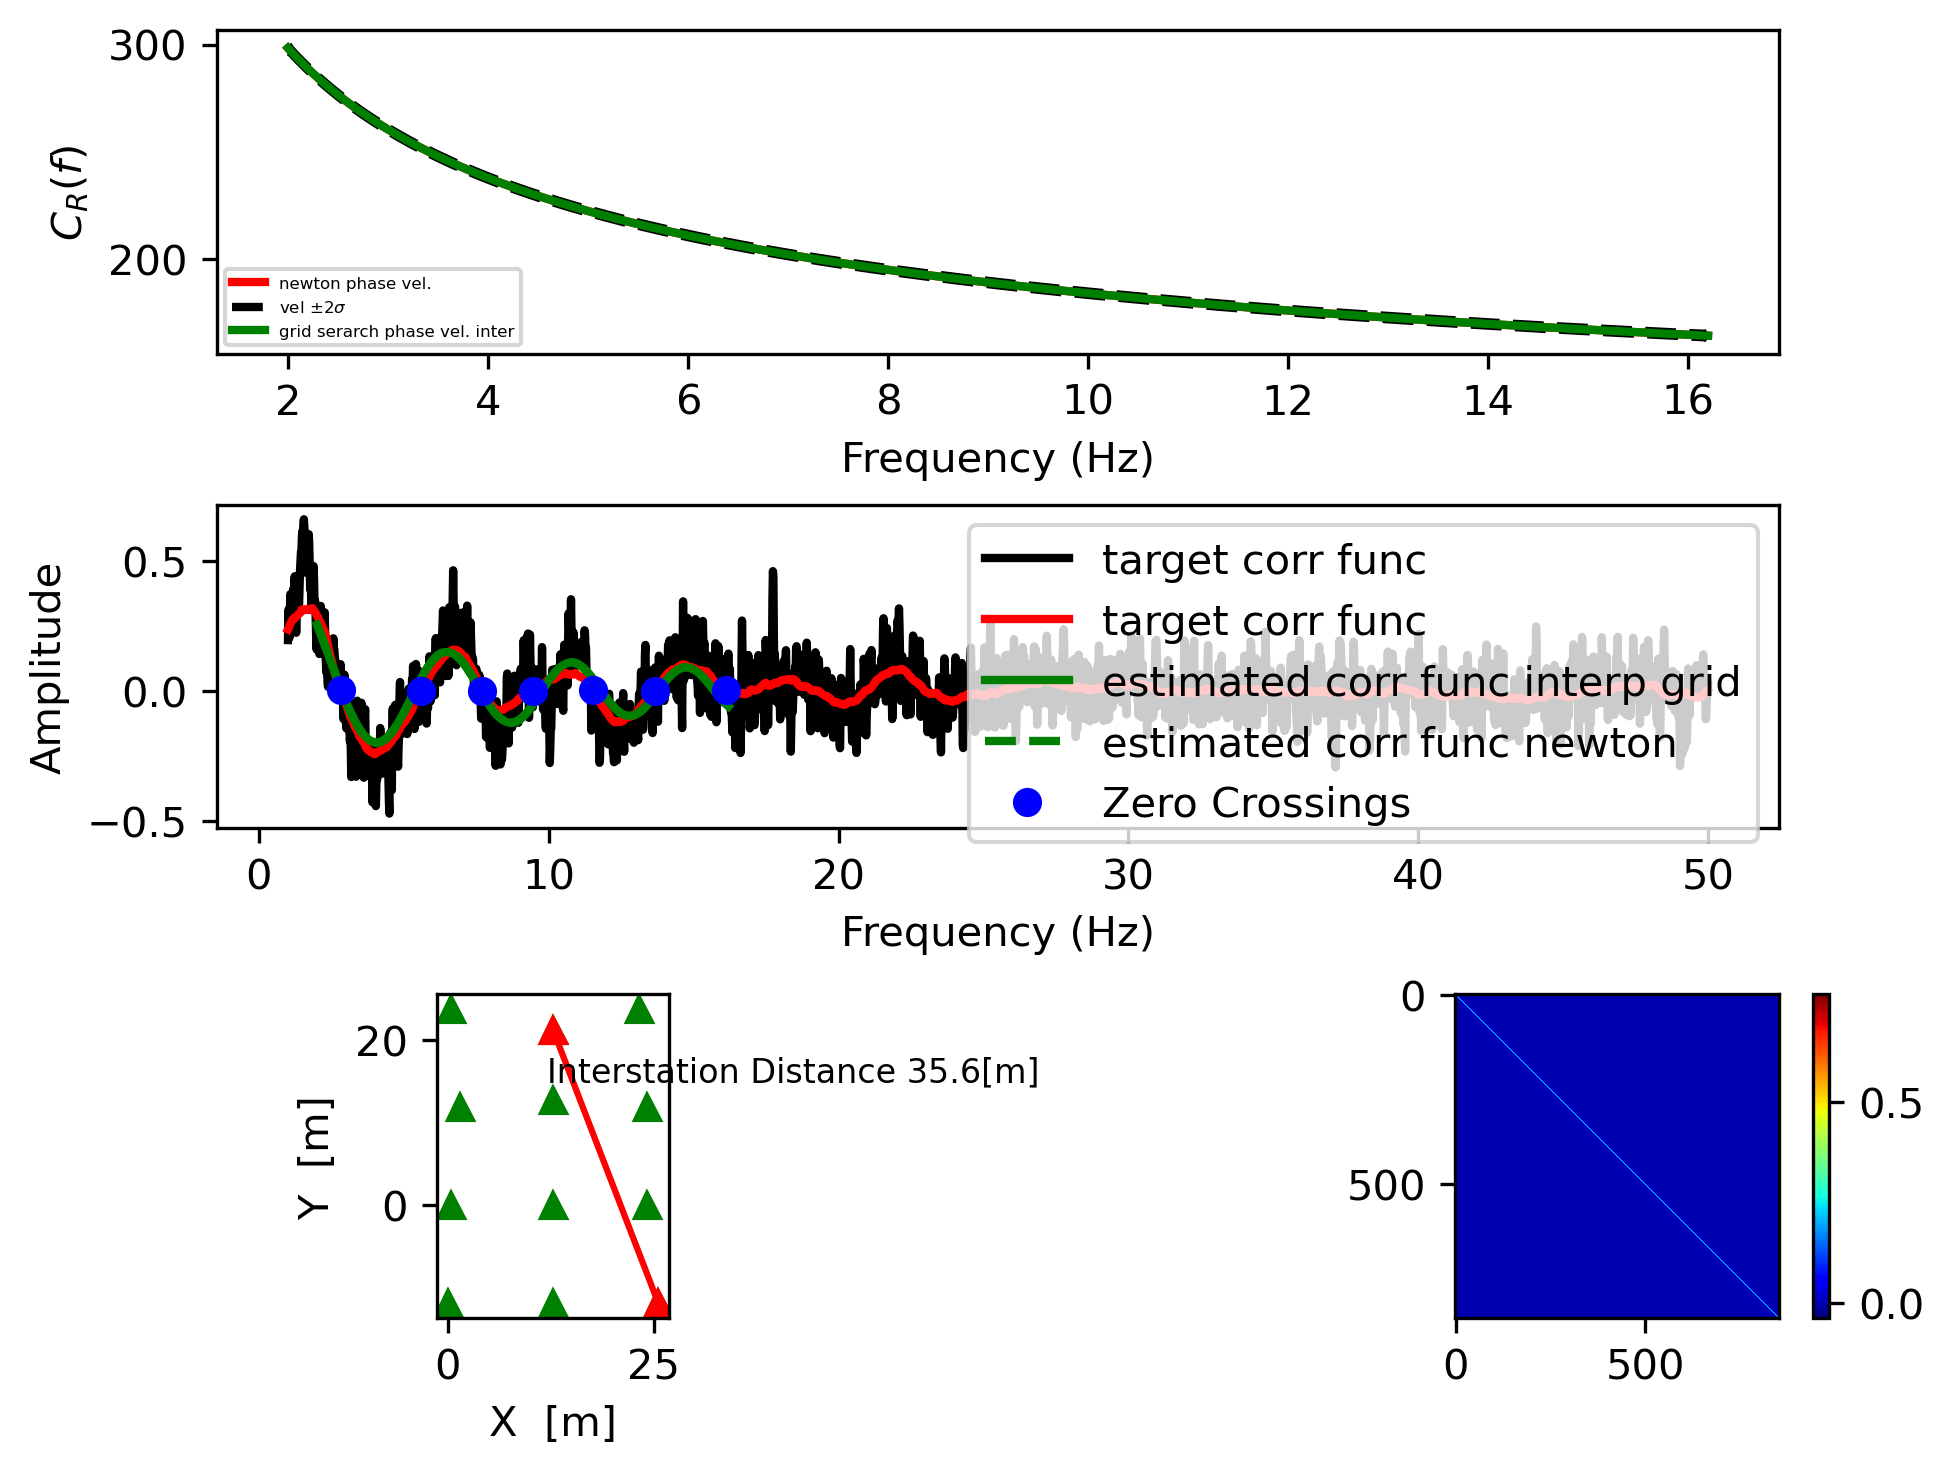 300
200
C_R(f)
newton phase vel.
vel ±2σ
grid serarch phase vel. inter
2 4 6 8 10 12 14 16
Frequency (Hz)
0.5
0.0
−0.5
Amplitude
target corr func
target corr func
estimated corr func interp grid
estimated corr func newton
Zero Crossings
0 10 20 30 40 50
Frequency (Hz)
20
0
Y [m]
Interstation Distance 35.6[m]
0 25
X [m]
0
500
0 500
0.5
0.0